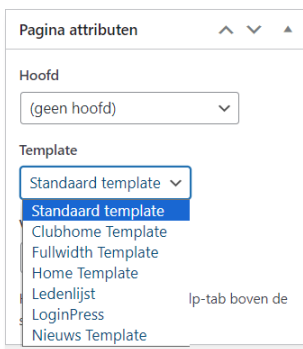 Pagina attributen
Hoofd
(geen hoofd)
Template
Standaard template
Standaard template
Clubhome Template
Fullwidth Template
Home Template
Ledenlijst
LoginPress
Nieuws Template
lp-tab boven de